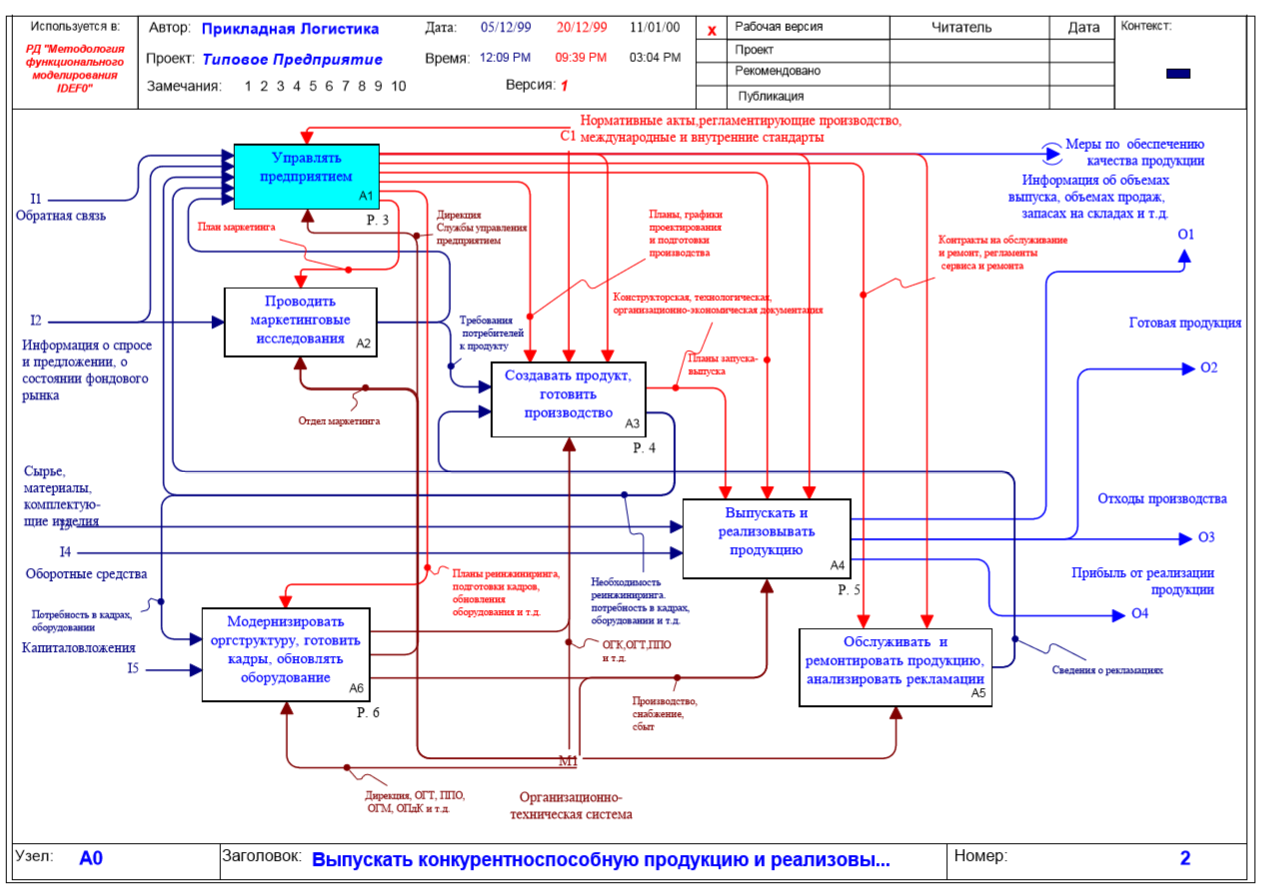 Используется в:
РД "Методология
функционального
моделирования
IDEF0"
Автор: Прикладная Логистика
Проект: Типовое Предприятие
Замечания: 1 2 3 4 5 6 7 8 9 10
Дата: 05/12/99 20/12/99 11/01/00
Время: 12:09 PM 09:39 PM 03:04 PM
Версия: 1
x Рабочая версия
Проект
Рекомендовано
Публикация
Читатель
Дата
Контекст:
Нормативные акты,регламентирующие производство,
C1 международные и внутренние стандарты
Управлять
предприятием
A1
P. 3
Меры по обеспечению
качества продукции
Информация об объемах
выпуска, объемах продаж,
запасах на складах и т.д.
O1
I1
Обратная связь
План маркетинга
Дирекция
Службы управления
предприятием
Планы, графики
проектирования
и подготовки
производства
Контракты на обслуживание
и ремонт, регламенты
сервиса и ремонта
Проводить
маркетинговые
исследования
A2
I2
Информация о спросе
и предложении, о
состоянии фондового
рынка
Конструкторская, технологическая,
организационно-экономическая документация
Требования
потребителей
к продукту
Готовая продукция
Планы запуска-
выпуска
O2
Создавать продукт,
готовить
производство
A3
P. 4
Отдел маркетинга
Сырье,
материалы,
комплектую-
щие изделия
I3
I4
Оборотные средства
Выпускать и
реализовывать
продукцию
A4
P. 5
Отходы производства
O3
Прибыль от реализации
продукции
O4
Планы реинжиниринга,
подготовки кадров,
обновления
оборудования и т.д.
Необходимость
реинжиниринга.
потребность в кадрах,
оборудовании и т.д.
Потребность в кадрах,
оборудовании
Капиталовложения
I5
Модернизировать
оргструктуру, готовить
кадры, обновлять
оборудование
A6
P. 6
ОГК,ОГТ,ППО
и т.д.
Обслуживать и
ремонтировать продукцию,
анализировать рекламации
A5
Сведения о рекламациях
Производство,
снабжение,
сбыт
M1
Дирекция, ОГТ, ППО,
ОГМ, ОПдК и т.д.
Организационно-
техническая система
Узел: A0
Заголовок: Выпускать конкурентноспособную продукцию и реализовы...
Номер: 2